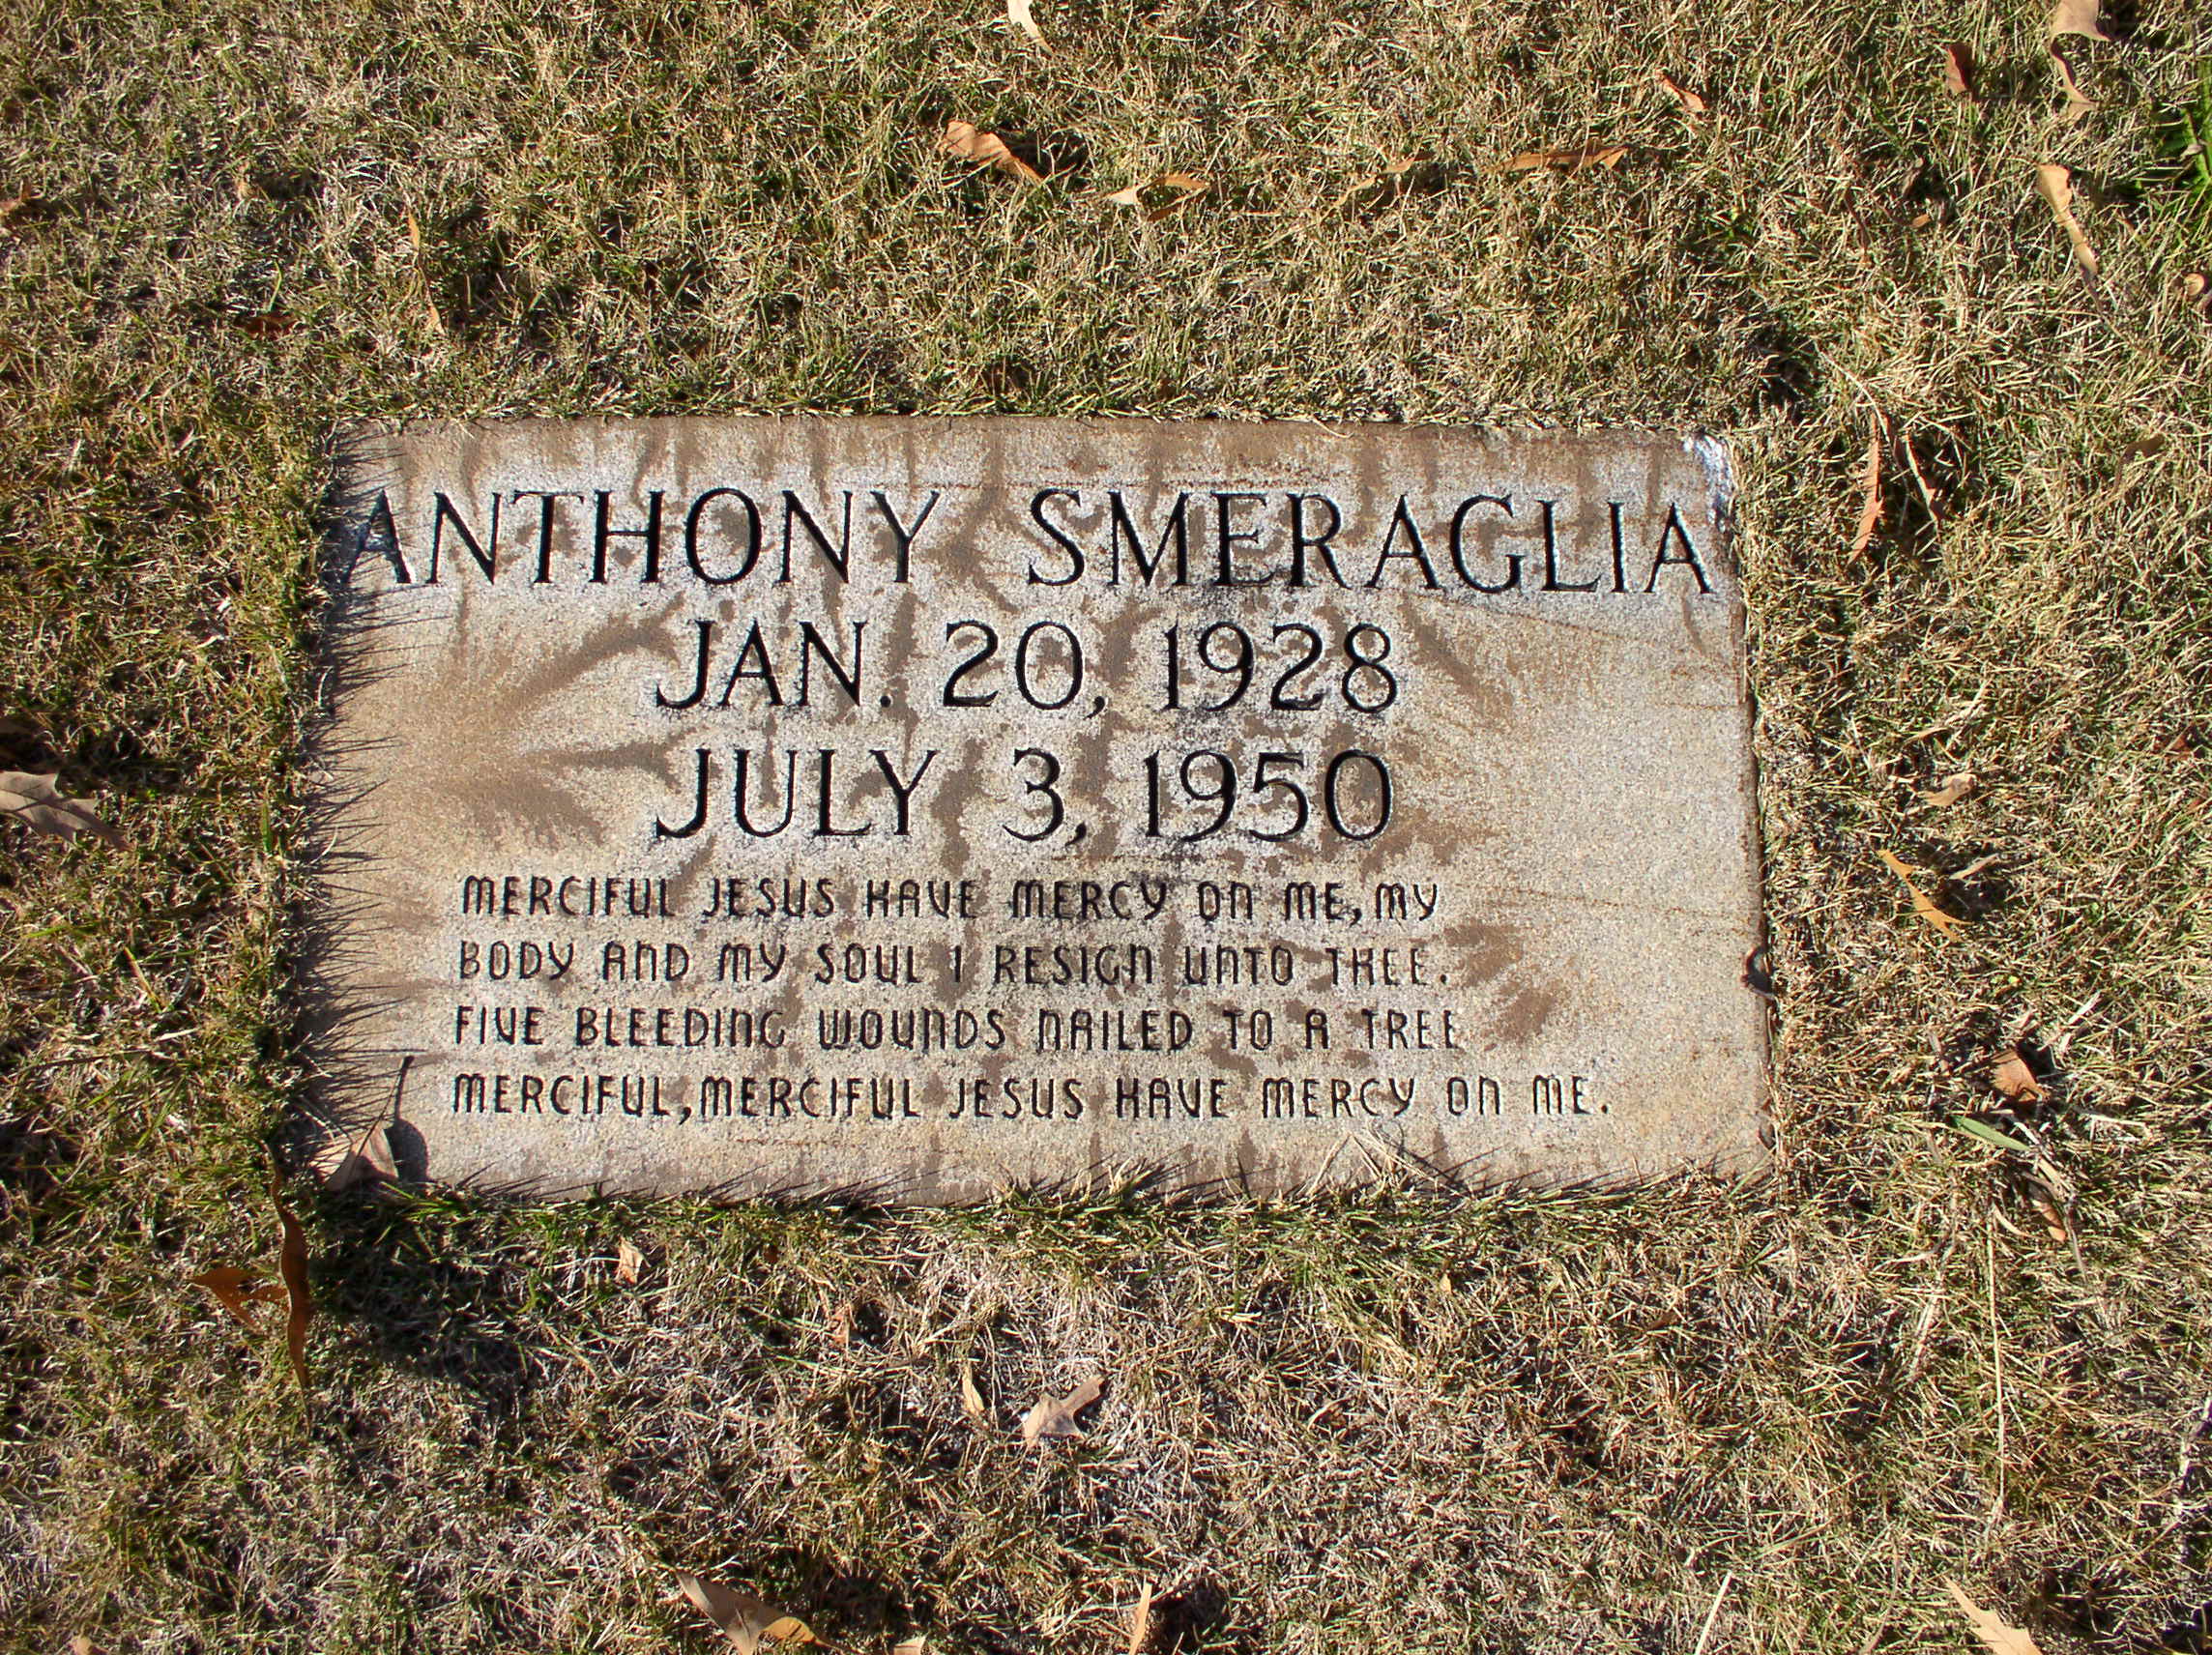 ANTHONY SMERAGLIA
JAN. 20, 1928
JULY 3, 1950
MERCIFUL JESUS HAVE MERCY ON ME, MY
BODY AND MY SOUL I RESIGN UNTO THEE.
FIVE BLEEDING WOUNDS NAILED TO A TREE
MERCIFUL, MERCIFUL JESUS HAVE MERCY ON ME.